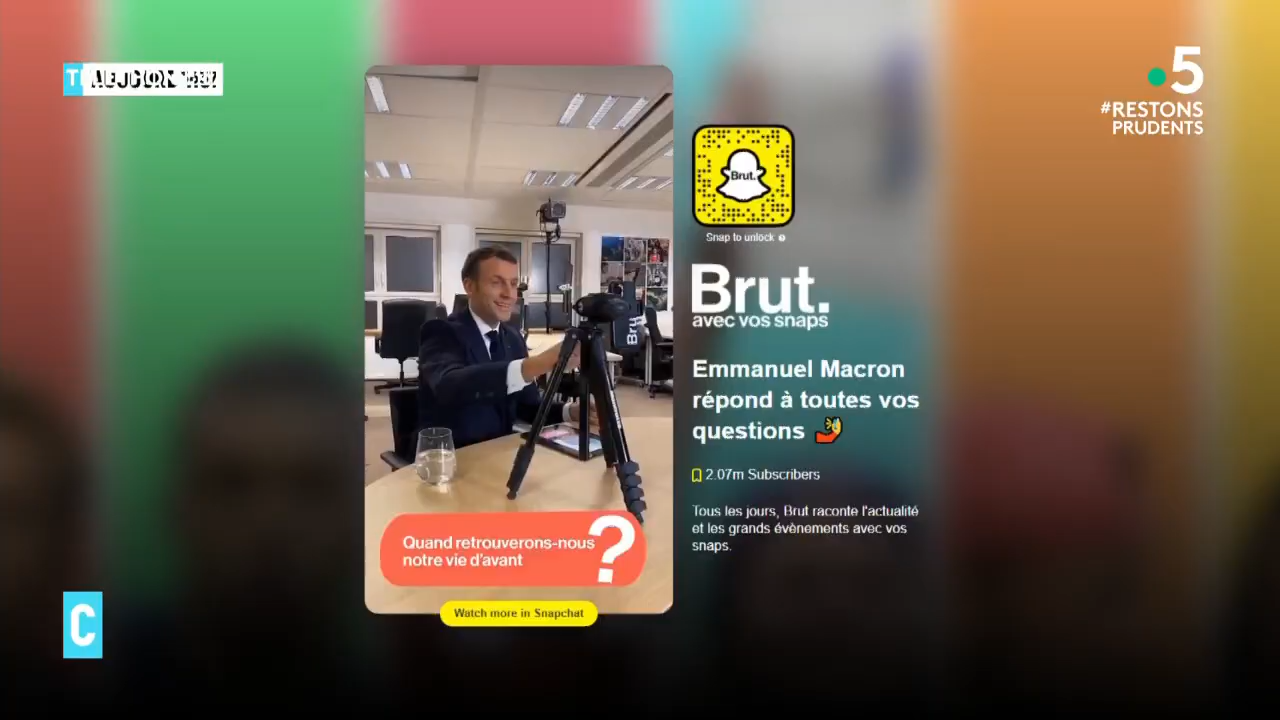 5
#RESTONS
PRUDENTS
Brut.
Snap to unlock
Brut.
avec vos snaps
Emmanuel Macron
répond à toutes vos
questions
2.07m Subscribers
Tous les jours, Brut raconte l'actualité
et les grands évènements avec vos
snaps.
Bru
Quand retrouverons-nous
notre vie d'avant
?
Watch more in Snapchat
C